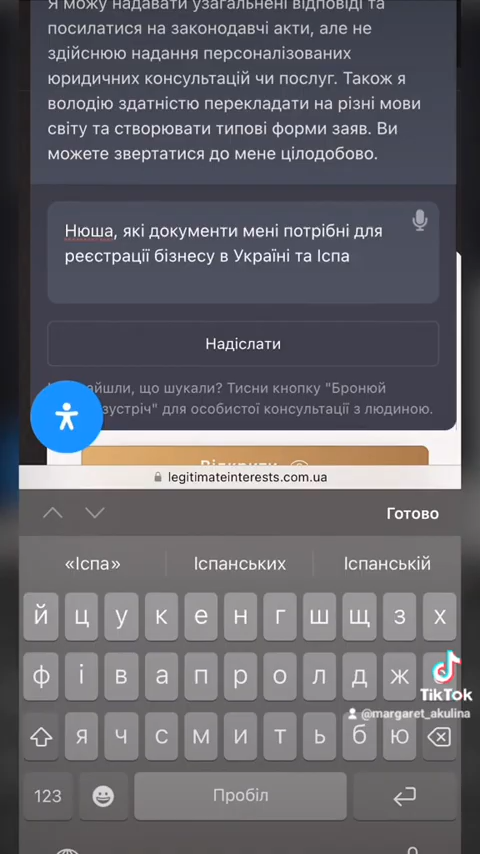 Я можу надавати узагальнені відповіді та
посилатися на законодавчі акти, але не
здійснюю надання персоналізованих
юридичних консультацій чи послуг. Також я
володію здатністю перекладати на різні мови
світу та створювати типові форми заяв. Ви
можете звертатися до мене цілодобово.
Нюша, які документи мені потрібні для
реєстрації бізнесу в Україні та Іспа
Надіслати
що шукали? Тисни кнопку "Бронюй
зустріч" для особистої консультації з людиною.
legitimateinterests.com.ua
Готово
«Іспа» Іспанських Іспанській
й ц у к е н г ш щ з х
ф і в а п р о л д ж
TikTok
@margaret_akulina
я ч с м и т ь б ю
123 Пробіл